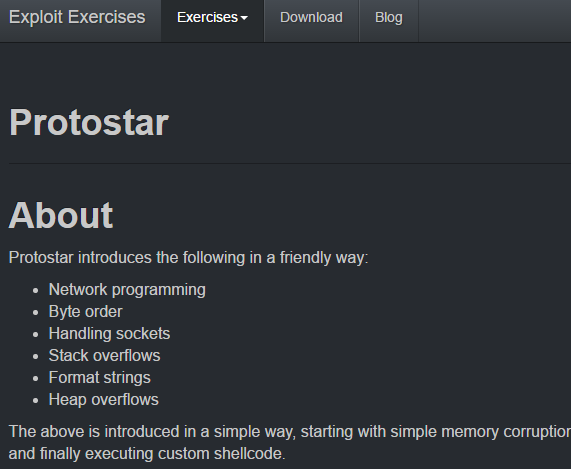 Exploit Exercises Exercises Download Blog
Protostar
About
Protostar introduces the following in a friendly way:
• Network programming
• Byte order
• Handling sockets
• Stack overflows
• Format strings
• Heap overflows
The above is introduced in a simple way, starting with simple memory corruption
and finally executing custom shellcode.